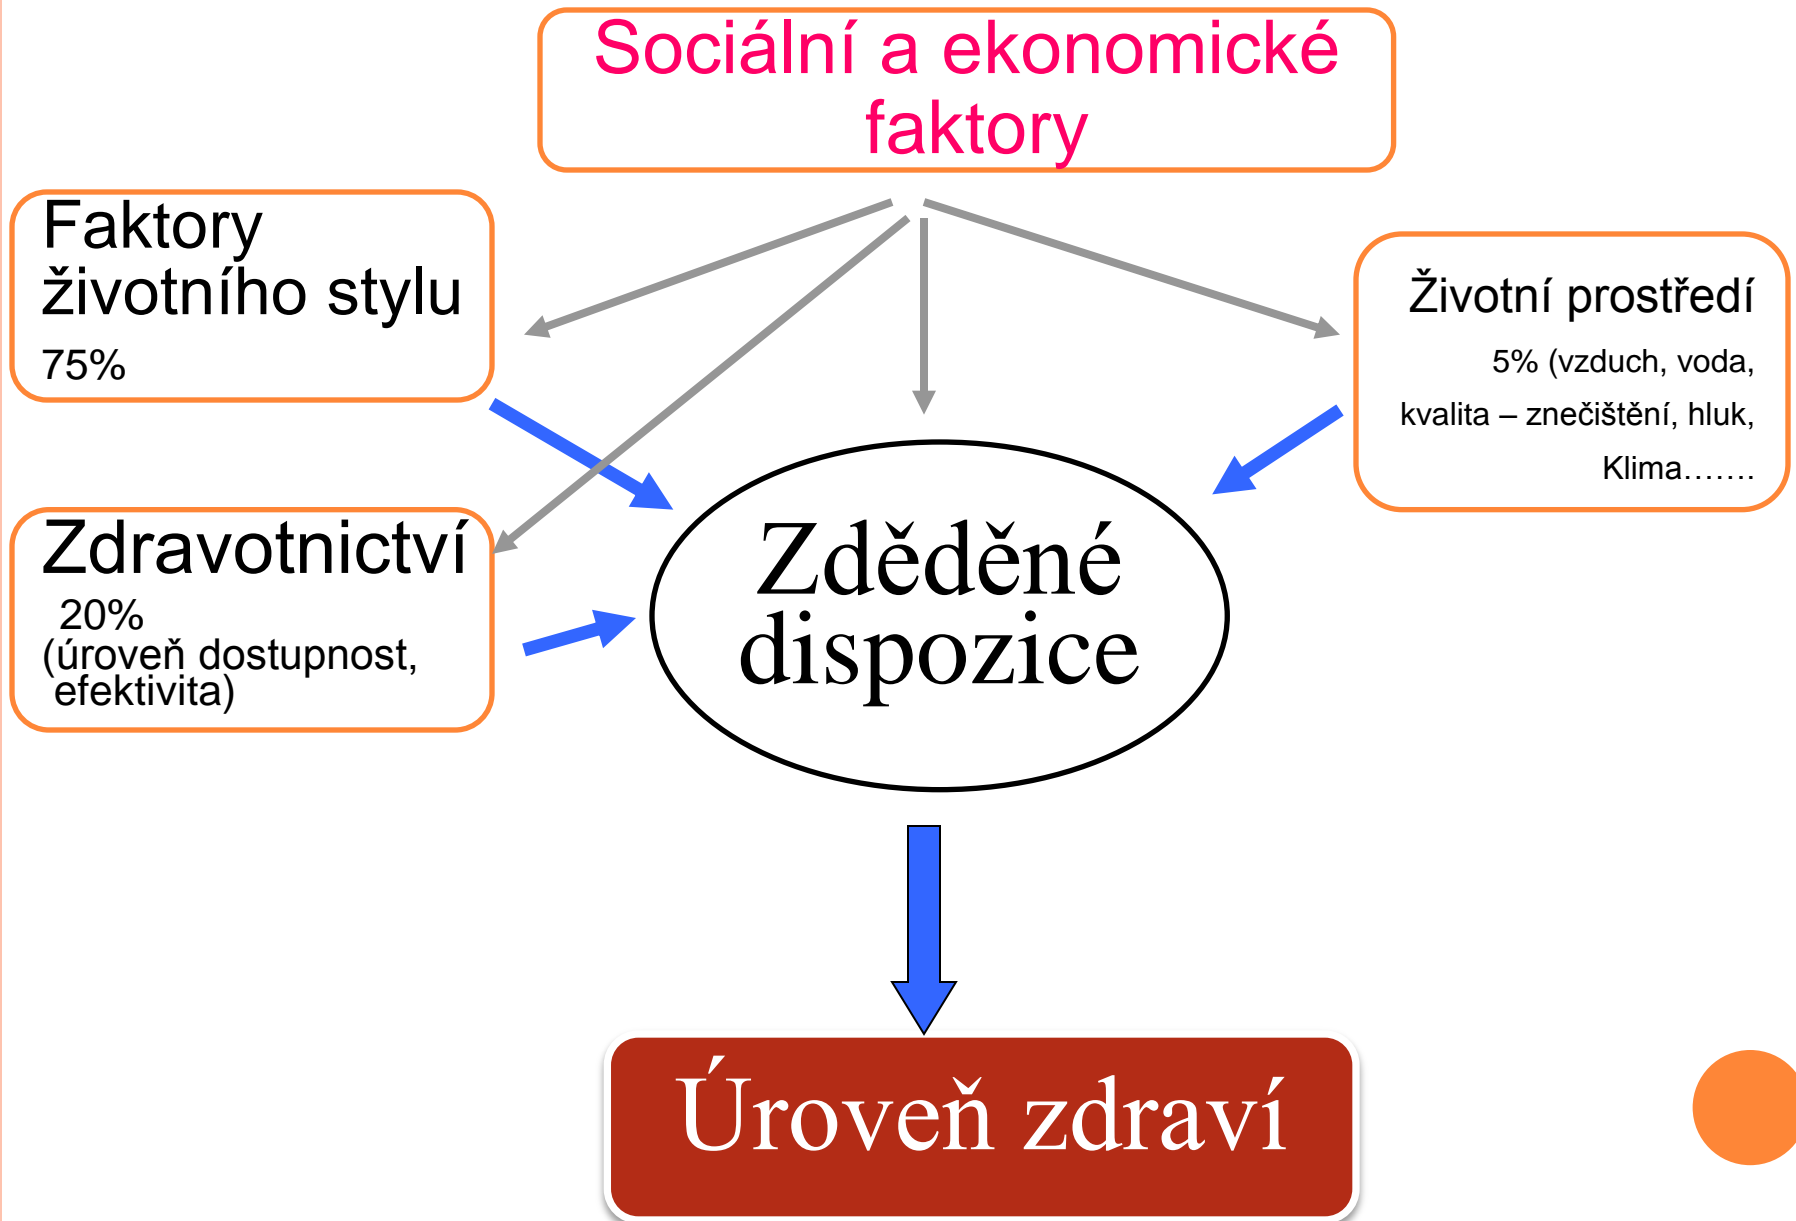 Sociální a ekonomické
faktory
Faktory
životního stylu
75%
Životní prostředí
5% (vzduch, voda,
kvalita – znečištění, hluk,
Klima…….
Zdravotnictví
20%
(úroveň dostupnost,
efektivita)
Zděděné
dispozice
Úroveň zdraví